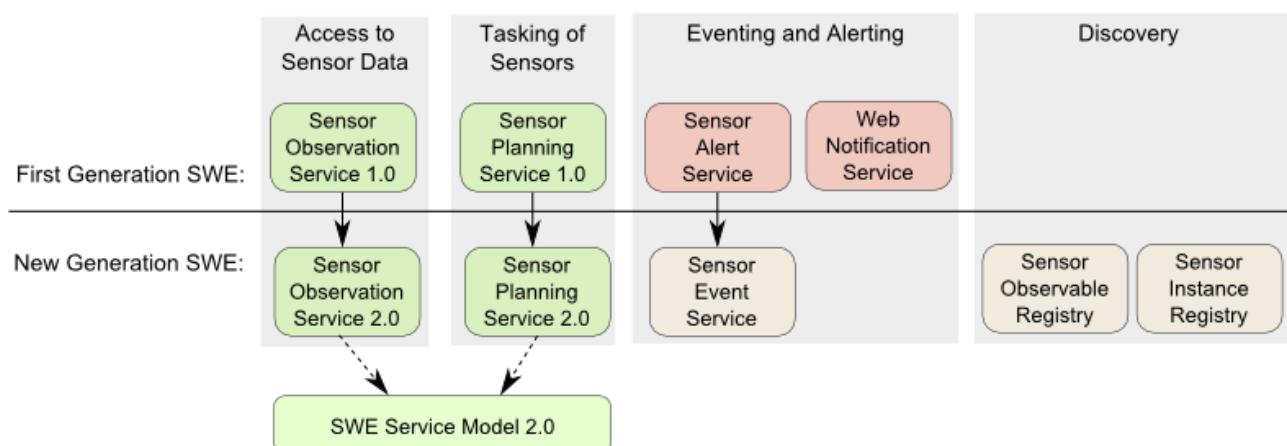 Access to
Sensor Data
Tasking of
Sensors
Eventing and Alerting
Discovery
Sensor
Observation
Service 1.0
Sensor
Planning
Service 1.0
Sensor
Alert
Service
Web
Notification
Service
First Generation SWE:
New Generation SWE:
Sensor
Observation
Service 2.0
Sensor
Planning
Service 2.0
Sensor
Event
Service
Sensor
Observable
Registry
Sensor
Instance
Registry
SWE Service Model 2.0